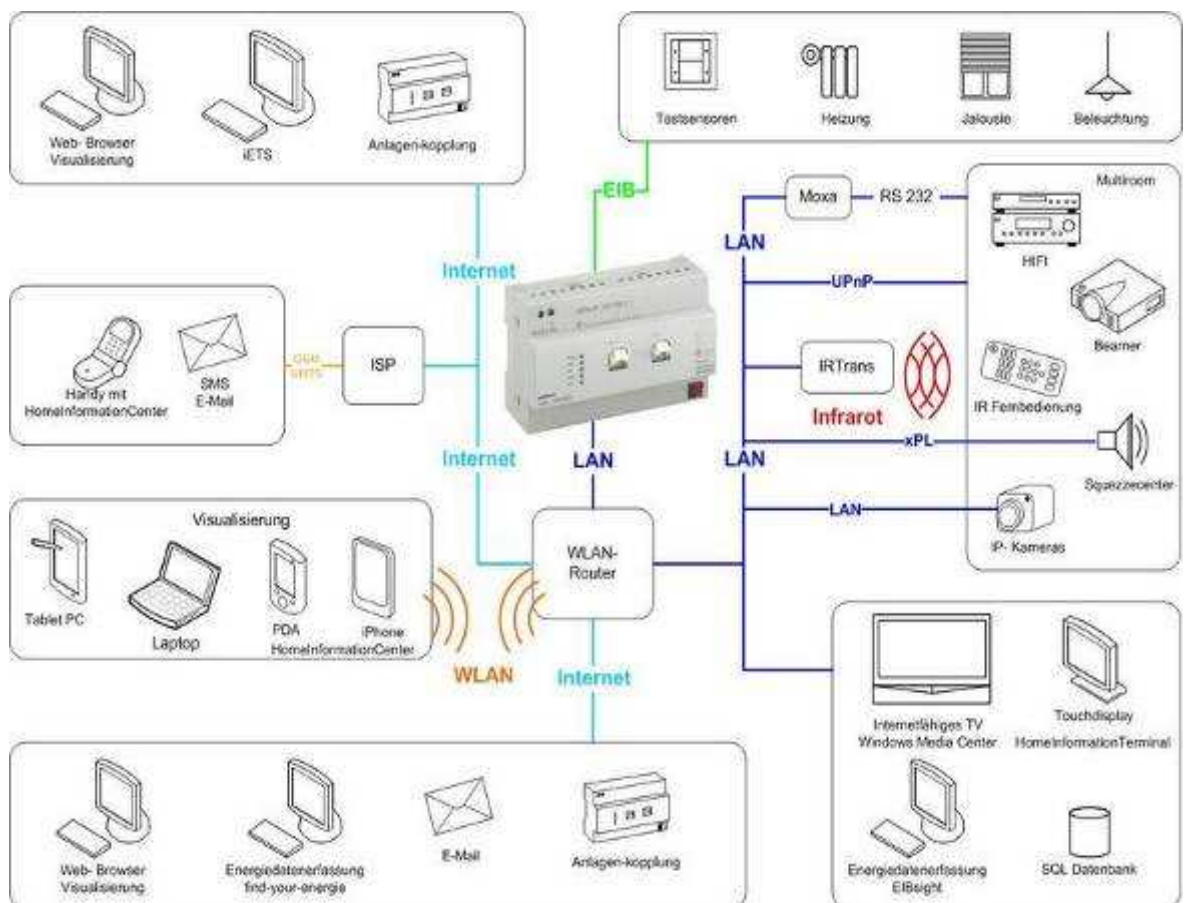 Web- Browser
Visualisierung
iETS
Anlagen-kopplung
Tastsensoren
Heizung
Jalousie
Beleuchtung
EIB
Internet
Moxa
RS 232
LAN
UPnP
Multiroom
HiFi
Beamer
IRTrans
Infrarot
IR Fernbedienung
xPL
LAN
Squezzecenter
LAN
IP- Kameras
Handy mit
HomeInformationCenter
SMS
E-Mail
GSM
UMTS
ISP
Internet
LAN
Visualisierung
Tablet PC
Laptop
PDA
iPhone
HomeInformationCenter
WLAN
WLAN-
Router
Internet
Internetfähiges TV
Windows Media Center
Touchdisplay
HomeInformationTerminal
Energiedatenerfassung
EIBsight
SQL Datenbank
Web- Browser
Visualisierung
Energiedatenerfassung
find-your-energie
E-Mail
Anlagen-kopplung